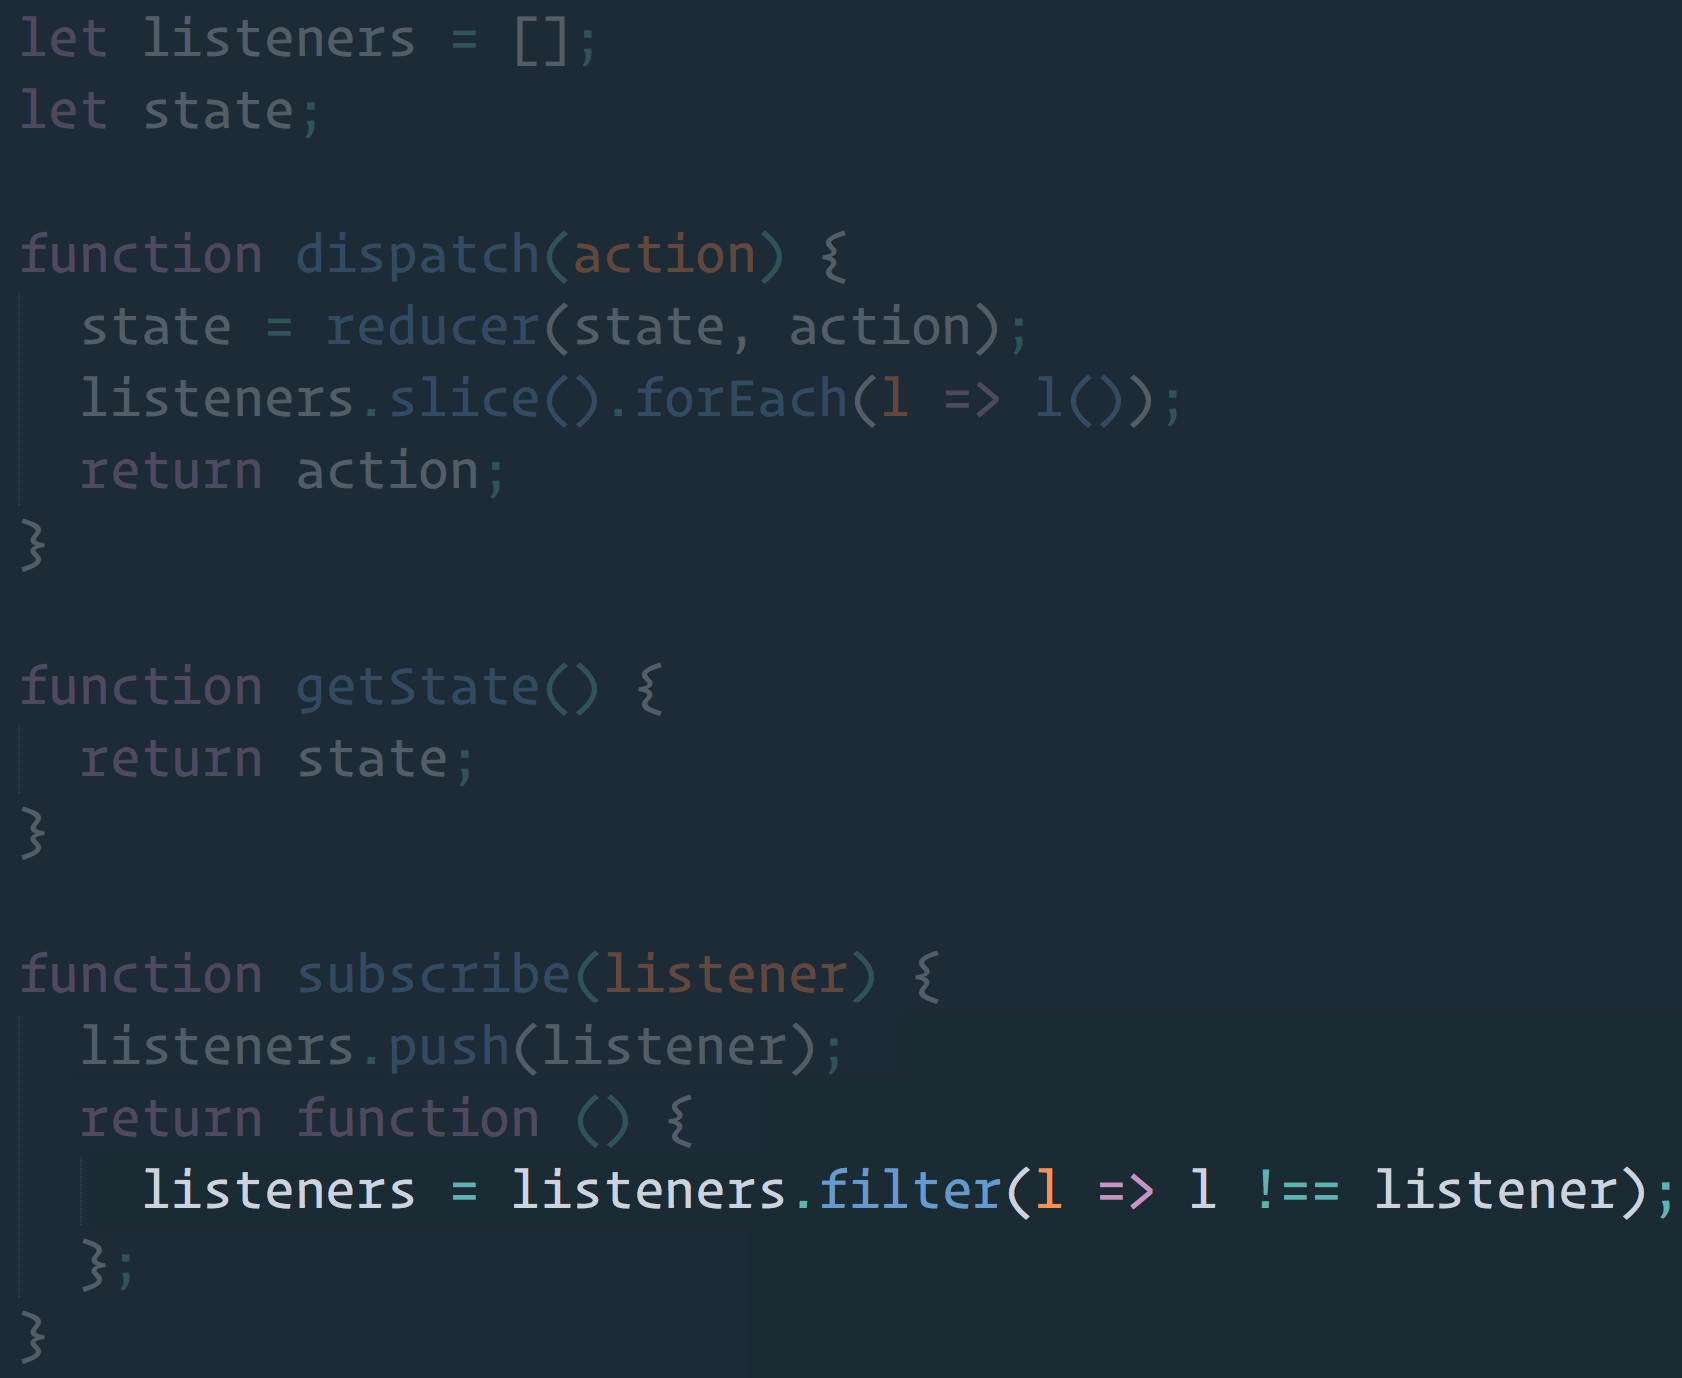 let listeners = [];
let state;
function dispatch(action) {
  state = reducer(state, action);
  listeners.slice().forEach(l => l());
  return action;
}
function getState() {
  return state;
}
function subscribe(listener) {
  listeners.push(listener);
  return function () {
    listeners = listeners.filter(l => l !== listener);
  };
}